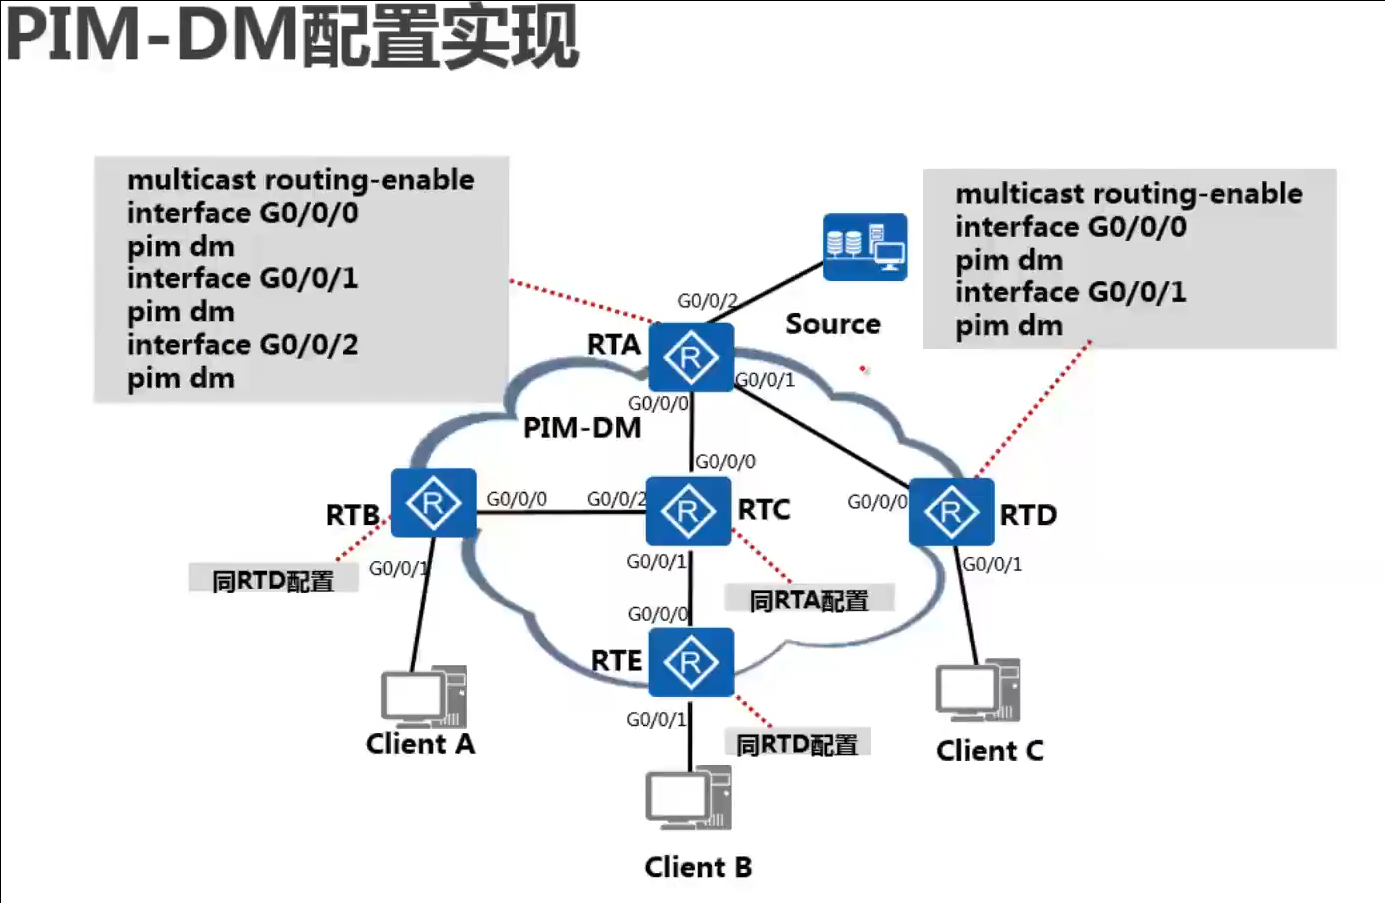 PIM-DM配置实现
multicast routing-enable
interface G0/0/0
pim dm
interface G0/0/1
pim dm
interface G0/0/2
pim dm
multicast routing-enable
interface G0/0/0
pim dm
interface G0/0/1
pim dm
G0/0/2
Source
RTA
G0/0/1
G0/0/0
PIM-DM
G0/0/0
RTB
G0/0/0
G0/0/2
RTC
G0/0/0
RTD
同RTD配置
G0/0/1
G0/0/1
G0/0/1
同RTA配置
G0/0/0
RTE
G0/0/1
同RTD配置
Client A
Client C
Client B
R
R
R
R
R